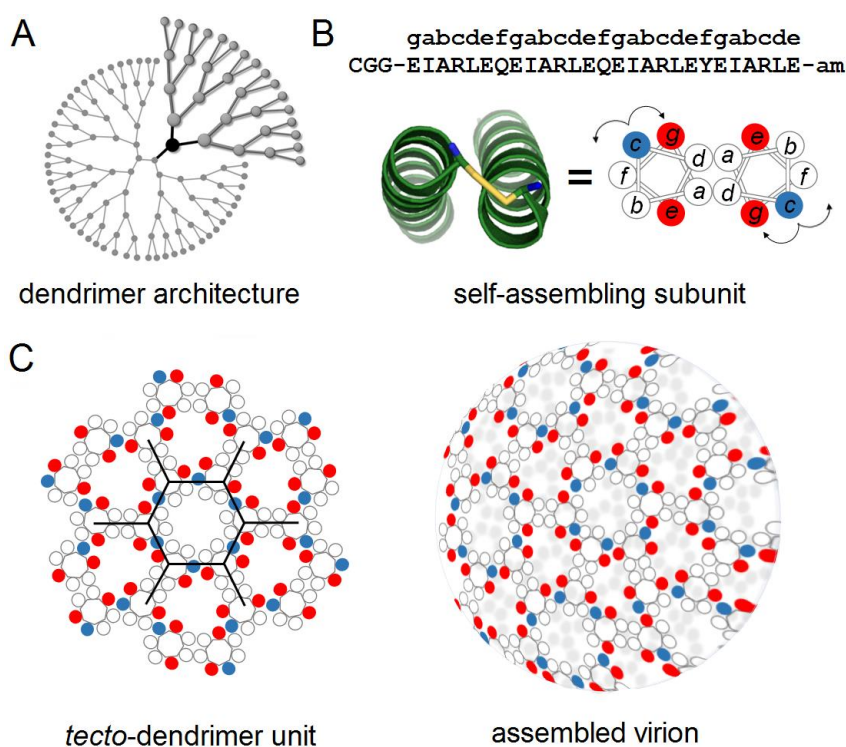 A
B
gabcdefgabcdefgabcdefgabcde
CGG-EIARLEQEIARLEQEIARLEYEIARLE-am
c g e b
f d a f
=
b a d c
e g
dendrimer architecture
self-assembling subunit
C
tecto-dendrimer unit
assembled virion